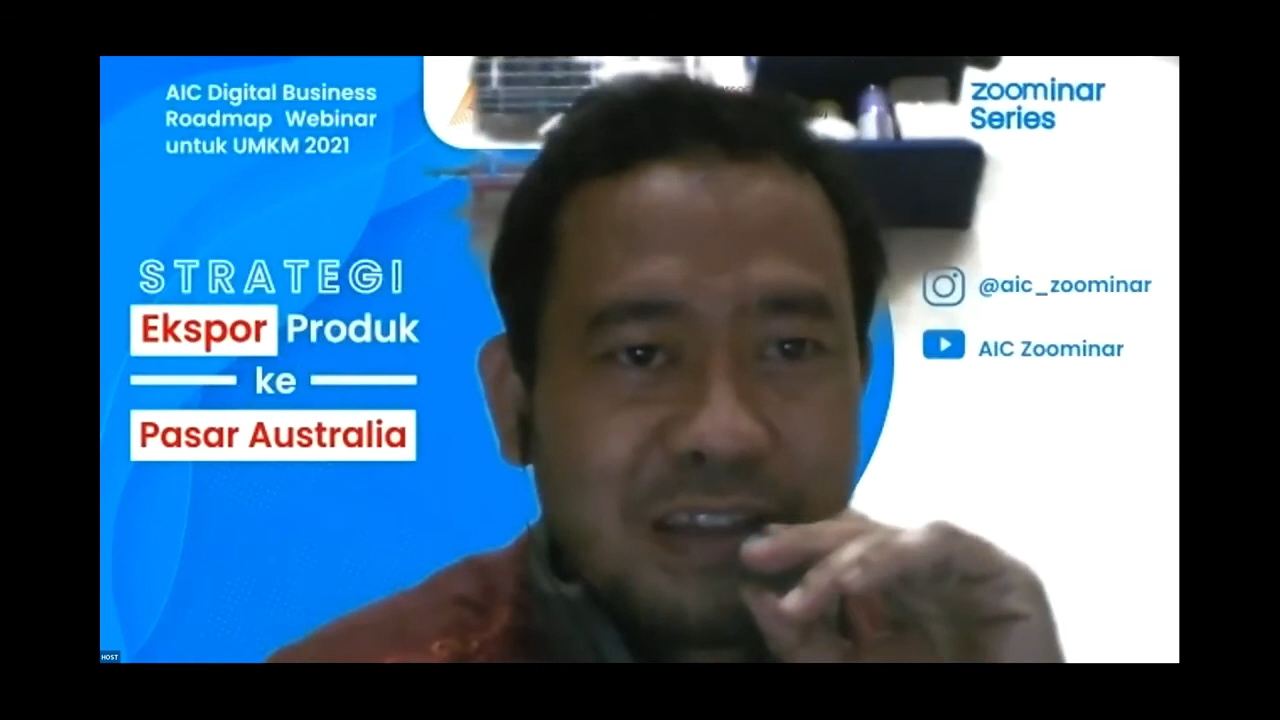 AIC Digital Business
Roadmap Webinar
untuk UMKM 2021
zoominar
Series
STRATEGI
Ekspor Produk
ke
Pasar Australia
@aic_zoominar
AIC Zoominar
HOST